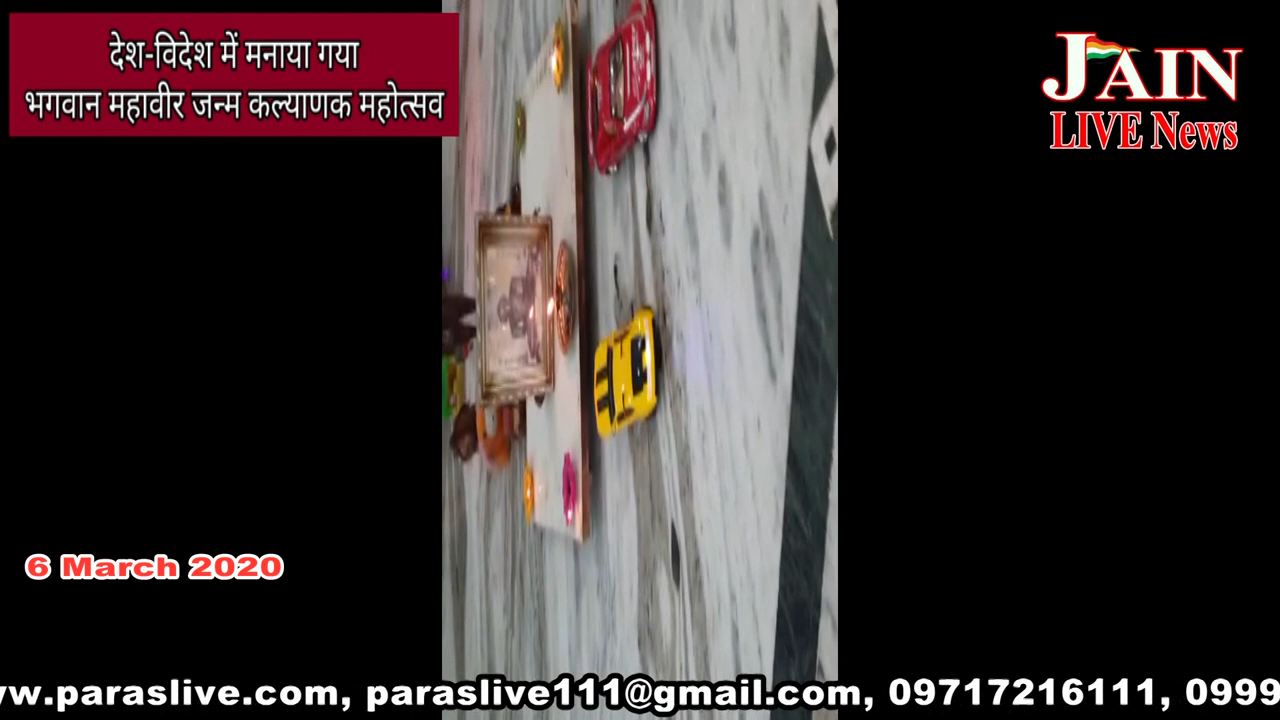 देश-विदेश में मनाया गया
भगवान महावीर जन्म कल्याणक महोत्सव
JAIN
LIVE News
6 March 2020
ww.paraslive.com, paraslive111@gmail.com, 09717216111, 0999